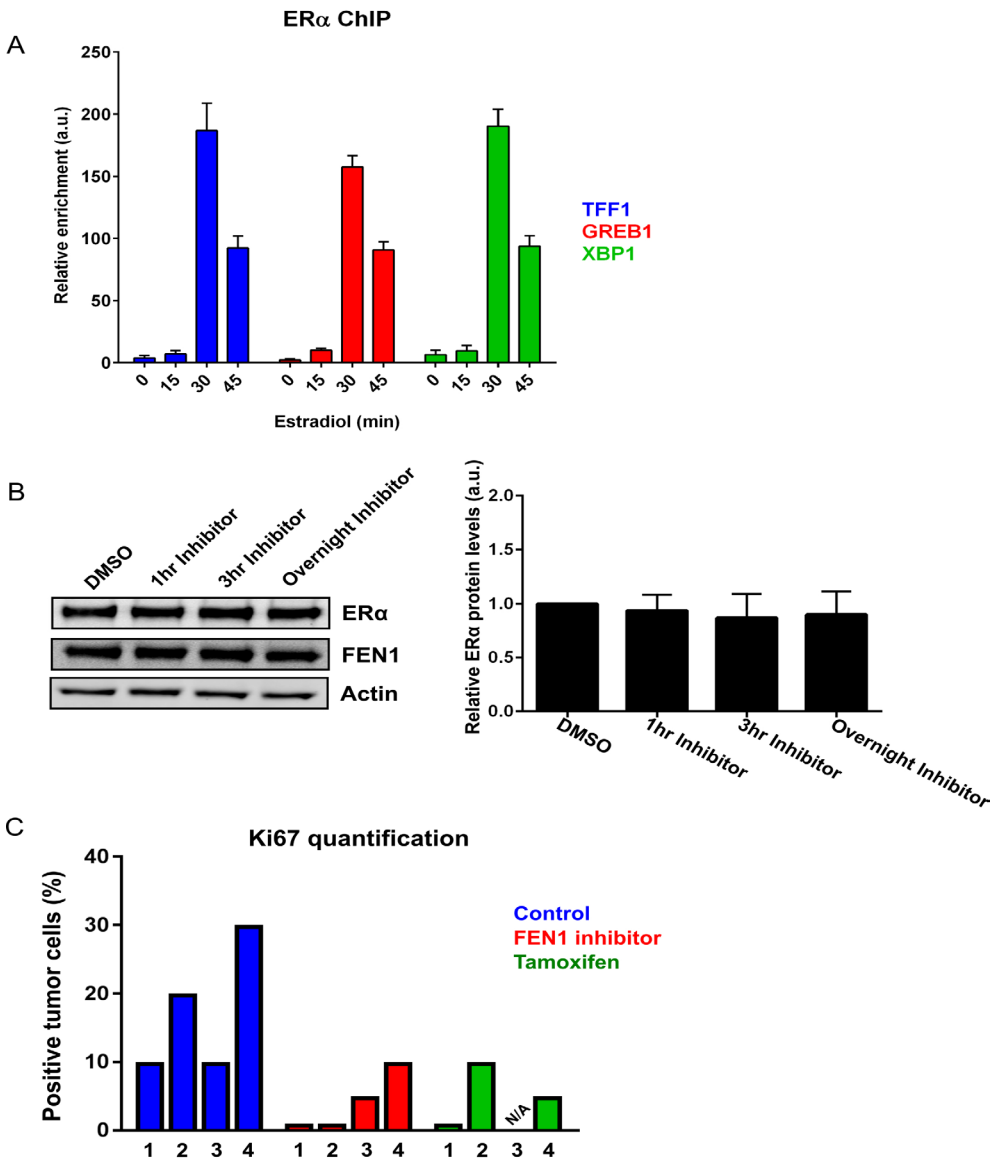 ERα ChIP
A
Relative enrichment (a.u.)
250
200
150
100
50
0
0 15 30 45 0 15 30 45 0 15 30 45
Estradiol (min)
TFF1
GREB1
XBP1
B
DMSO
1hr Inhibitor
3hr Inhibitor
Overnight Inhibitor
ERα
FEN1
Actin
Relative ERα protein levels (a.u.)
2.0
1.5
1.0
0.5
0.0
DMSO
1hr Inhibitor
3hr Inhibitor
Overnight Inhibitor
C
Ki67 quantification
Positive tumor cells (%)
40
30
20
10
0
Control
FEN1 inhibitor
Tamoxifen
N/A
1 2 3 4 1 2 3 4 1 2 3 4